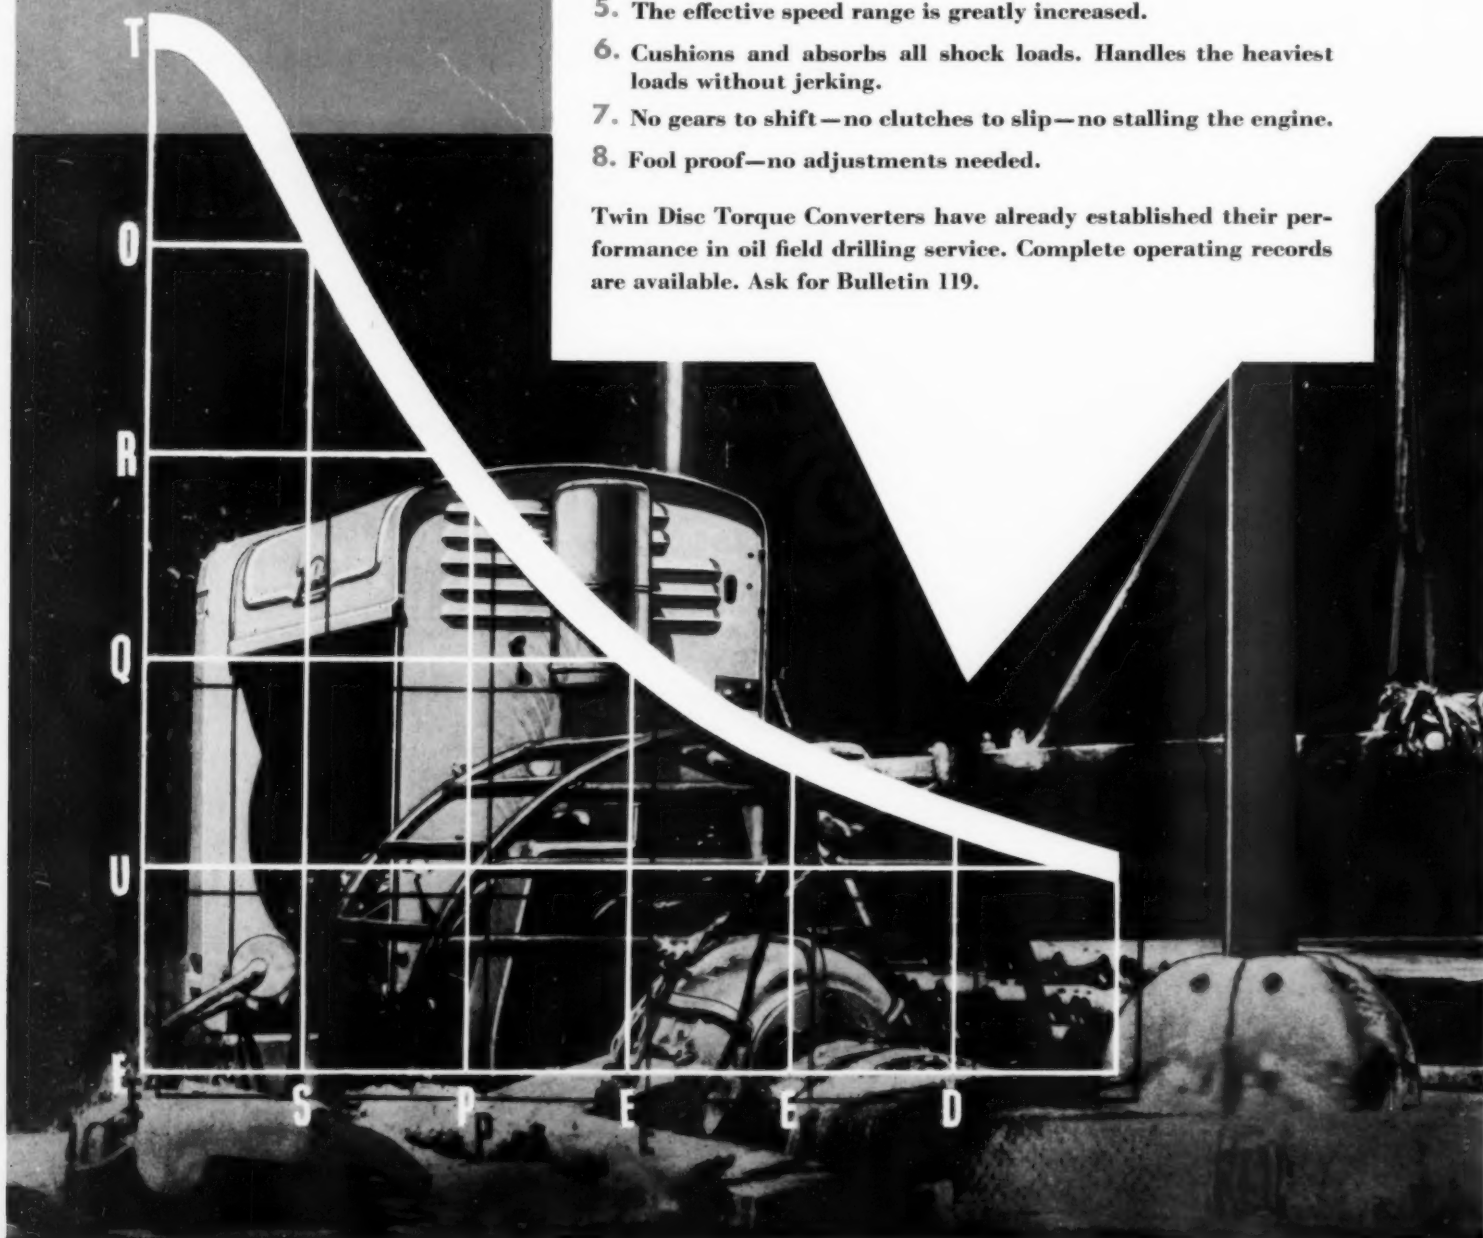 5. The effective speed range is greatly increased.
6. Cushions and absorbs all shock loads. Handles the heaviest
loads without jerking.
7. No gears to shift—no clutches to slip—no stalling the engine.
8. Fool proof—no adjustments needed.
Twin Disc Torque Converters have already established their per-
formance in oil field drilling service. Complete operating records
are available. Ask for Bulletin 119.
T
O
R
Q
U
E
S P E E D